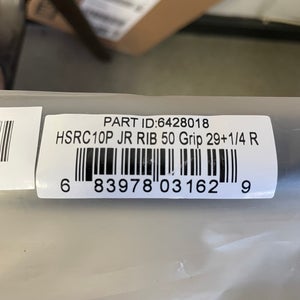 PART ID:6428018
HSRC10P JR RIB 50 Grip 29+1/4 R
6 83978 03162 9